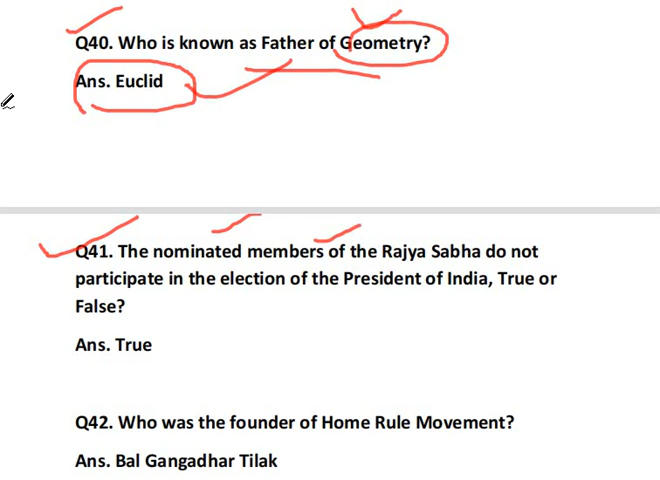 Q40. Who is known as Father of Geometry?
Ans. Euclid
Q41. The nominated members of the Rajya Sabha do not
participate in the election of the President of India, True or
False?
Ans. True
Q42. Who was the founder of Home Rule Movement?
Ans. Bal Gangadhar Tilak